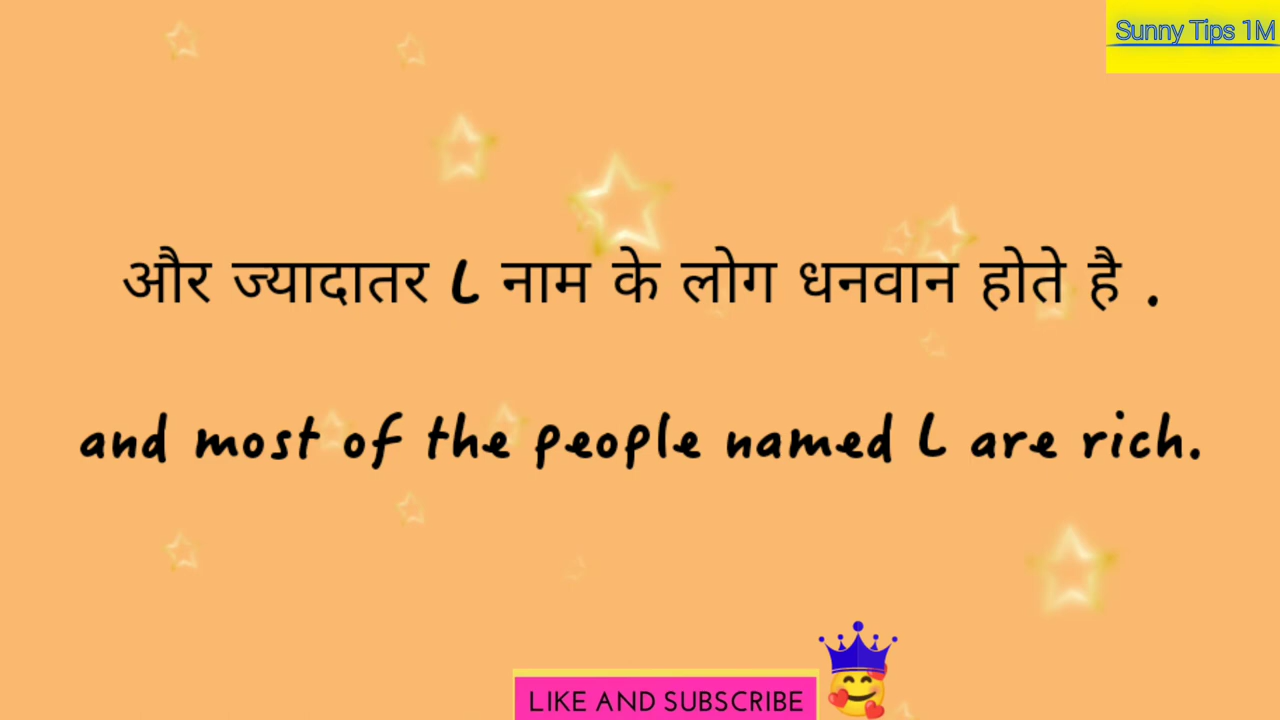 Sunny Tips 1M
और ज्यादातर L नाम के लोग धनवान होते है .
and most of the people named L are rich.
LIKE AND SUBSCRIBE